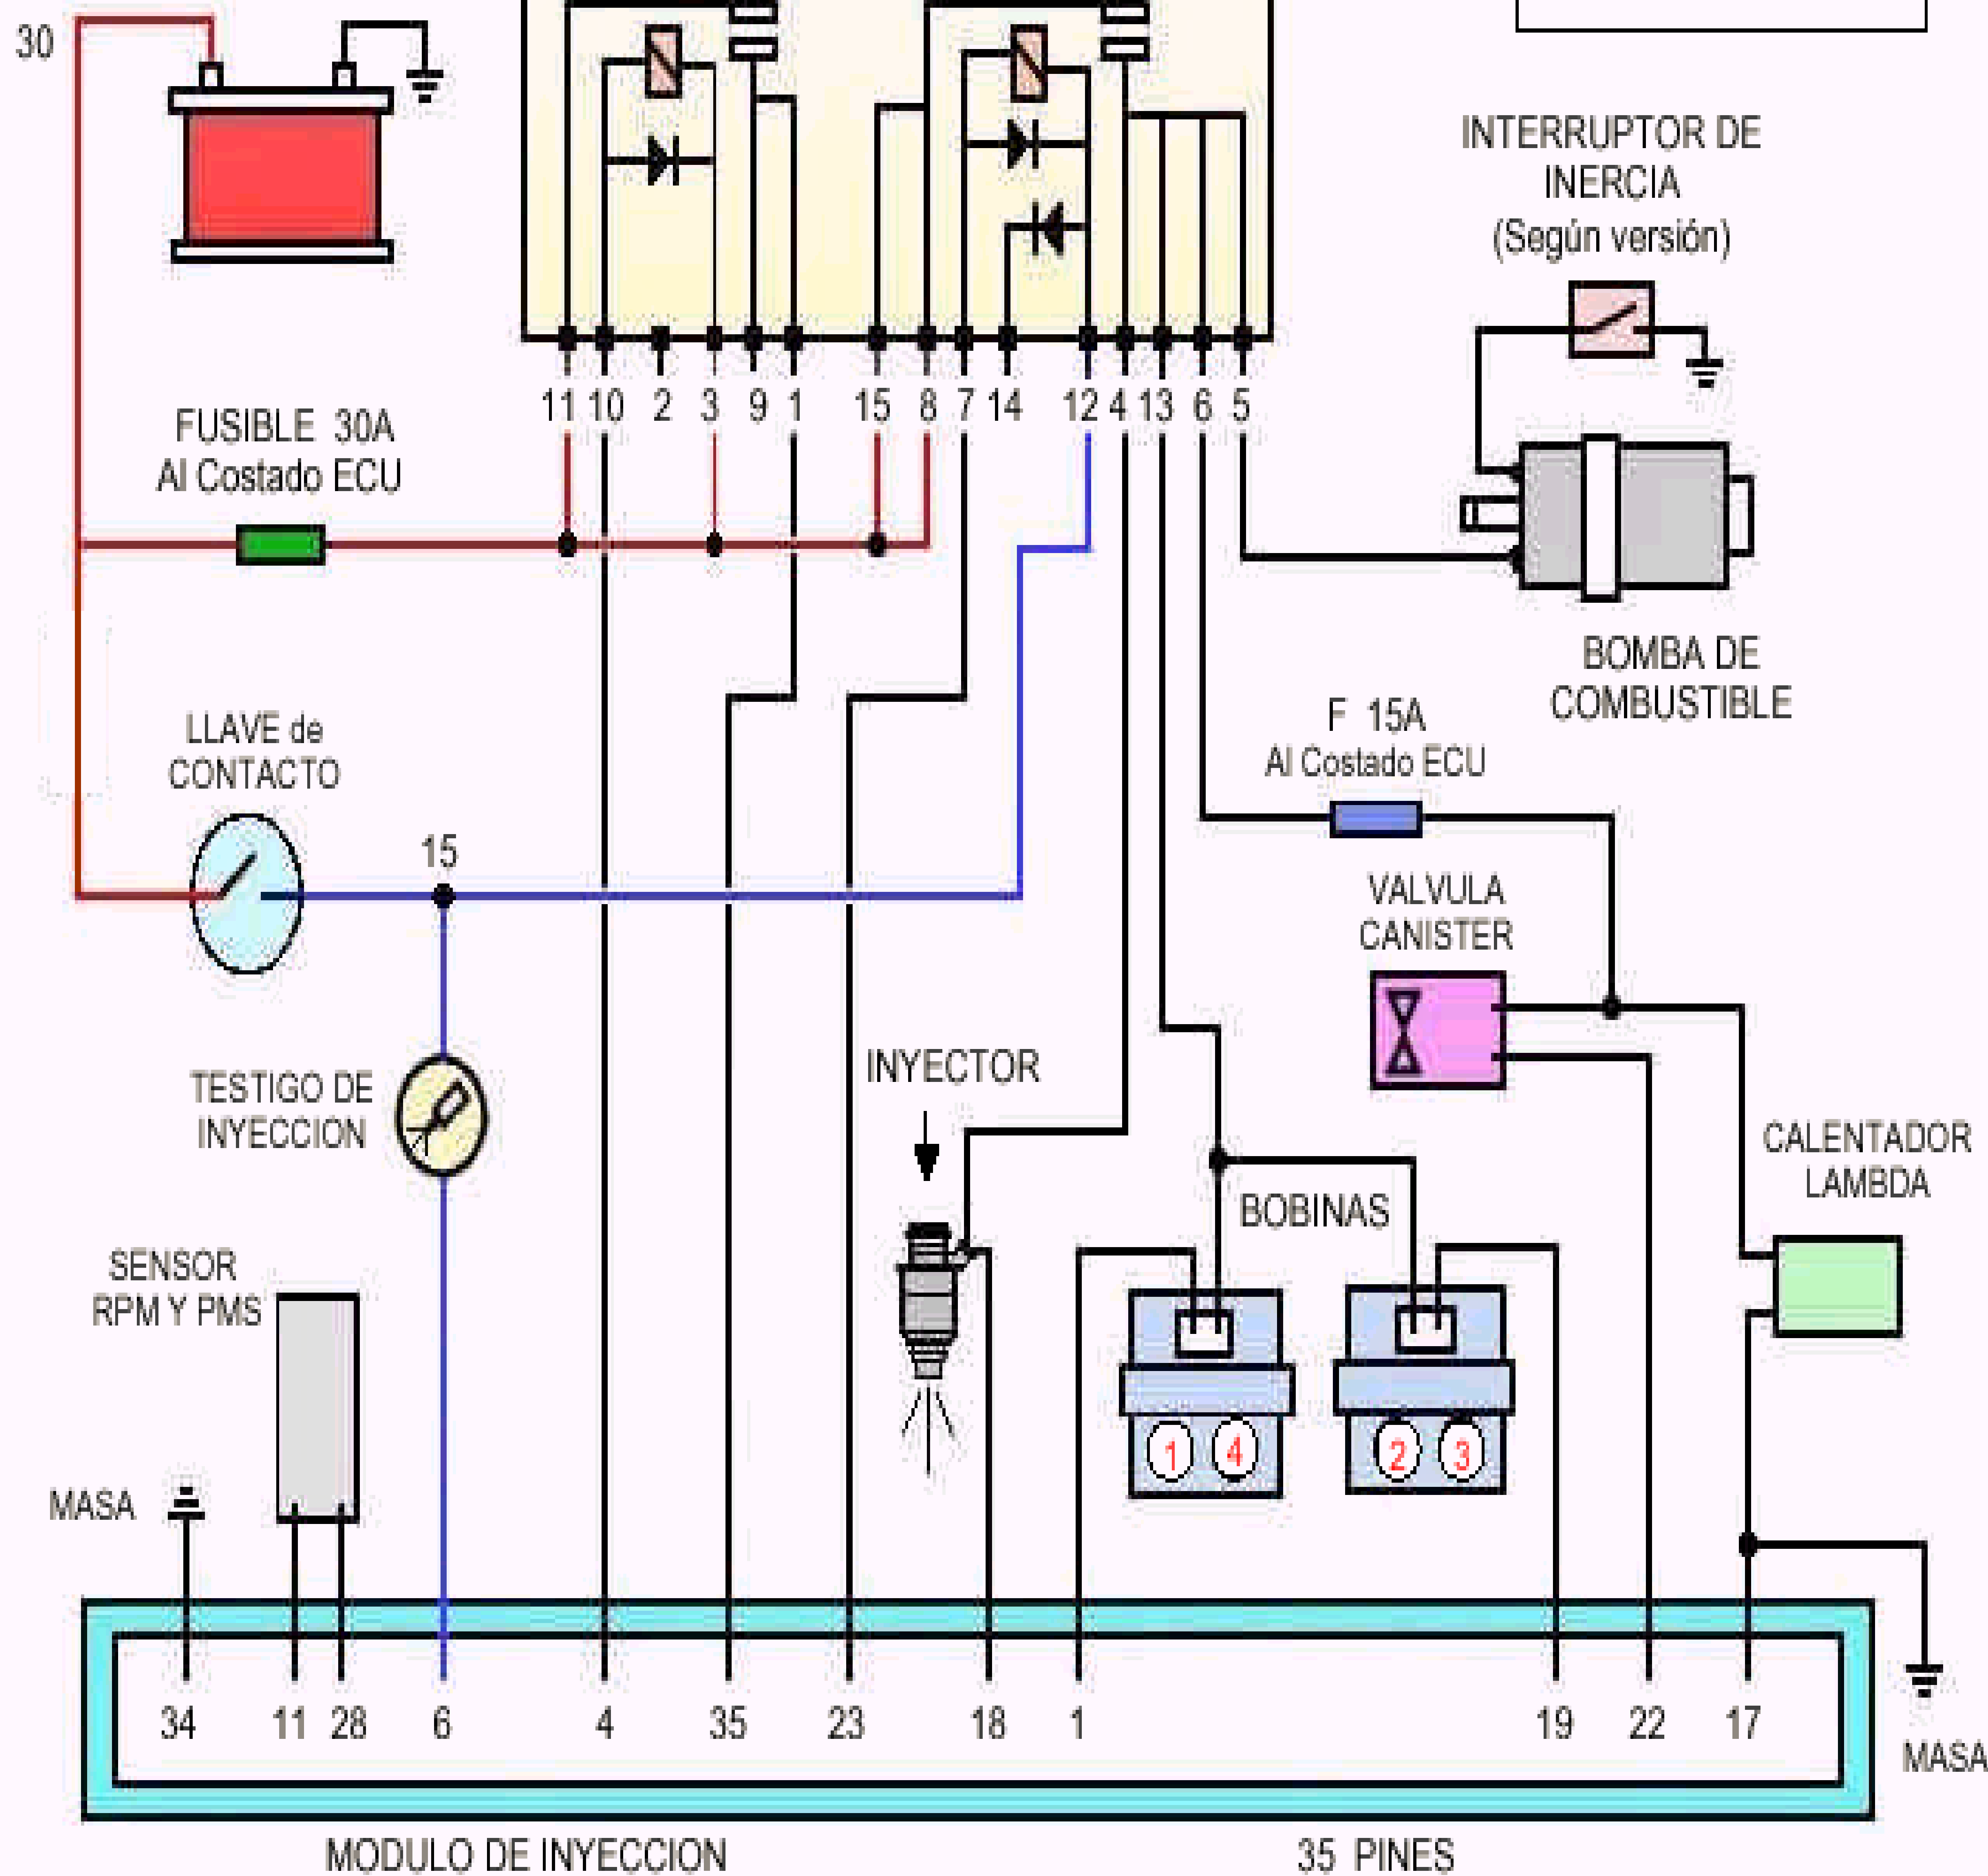 30
INTERRUPTOR DE
INERCIA
(Según versión)
11 10 2 3 9 1 15 8 7 14 12 4 13 6 5
FUSIBLE 30A
Al Costado ECU
BOMBA DE
COMBUSTIBLE
F 15A
Al Costado ECU
LLAVE de
CONTACTO
15
VALVULA
CANISTER
INYECTOR
TESTIGO DE
INYECCION
CALENTADOR
LAMBDA
BOBINAS
SENSOR
RPM Y PMS
1 4 2 3
MASA
34 11 28 6 4 35 23 18 1 19 22 17
MASA
MODULO DE INYECCION 35 PINES